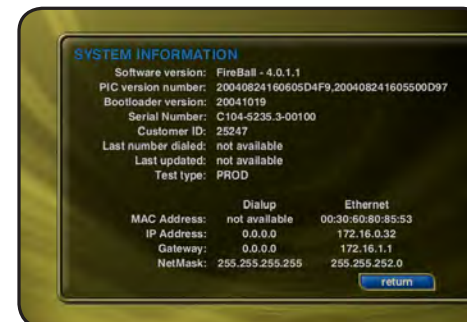 SYSTEM INFORMATION
Software version: FireBall - 4.0.1.1
PIC version number: 20040824160605D4F9,200408241605500D97
Bootloader version: 20041019
Serial Number: C104-5235.3-00100
Customer ID: 25247
Last number dialed: not available
Last updated: not available
Test type: PROD
Dialup Ethernet
MAC Address: not available 00:30:60:80:85:53
IP Address: 0.0.0.0 172.16.0.32
Gateway: 0.0.0.0 172.16.1.1
NetMask: 255.255.255.255 255.255.252.0
return